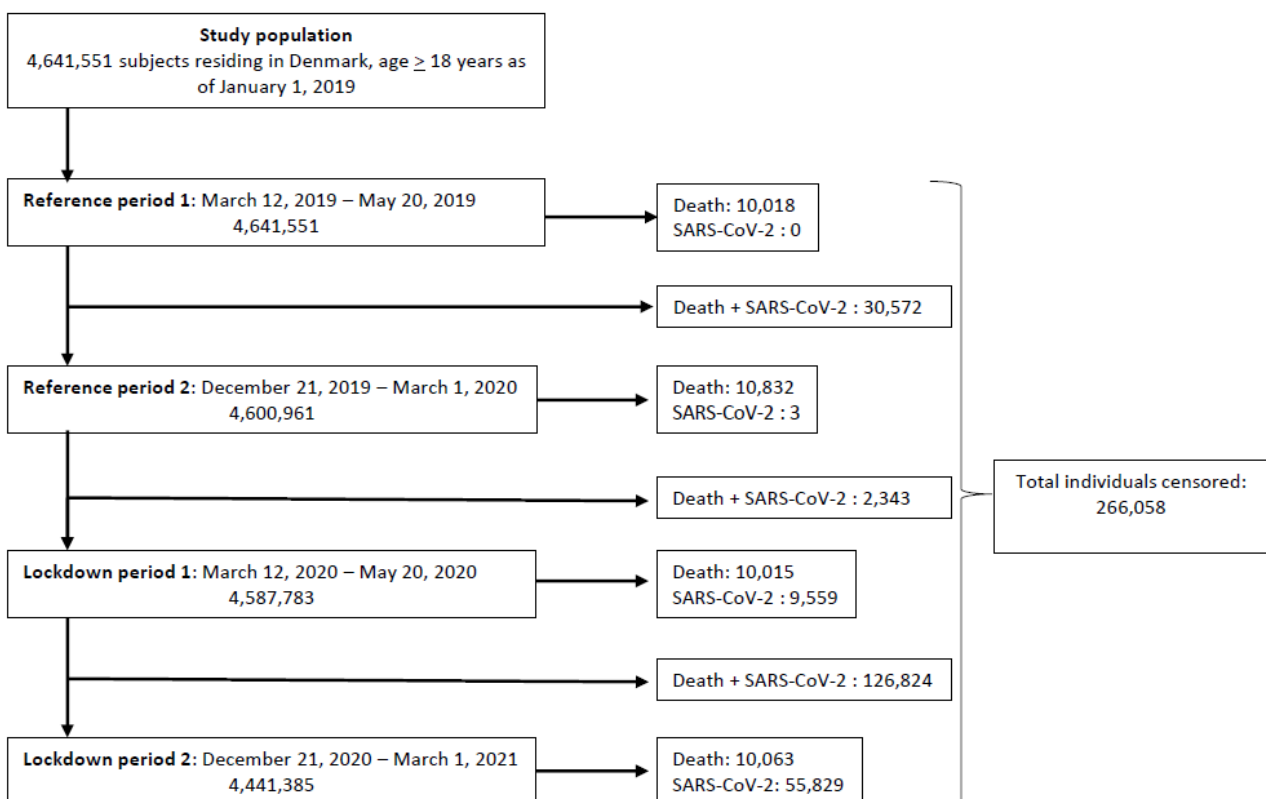 Study population
4,641,551 subjects residing in Denmark, age ≥ 18 years as
of January 1, 2019
Reference period 1: March 12, 2019 – May 20, 2019
4,641,551
Death: 10,018
SARS-CoV-2 : 0
Death + SARS-CoV-2 : 30,572
Reference period 2: December 21, 2019 – March 1, 2020
4,600,961
Death: 10,832
SARS-CoV-2 : 3
Total individuals censored:
266,058
Death + SARS-CoV-2 : 2,343
Lockdown period 1: March 12, 2020 – May 20, 2020
4,587,783
Death: 10,015
SARS-CoV-2 : 9,559
Death + SARS-CoV-2 : 126,824
Lockdown period 2: December 21, 2020 – March 1, 2021
4,441,385
Death: 10,063
SARS-CoV-2: 55,829